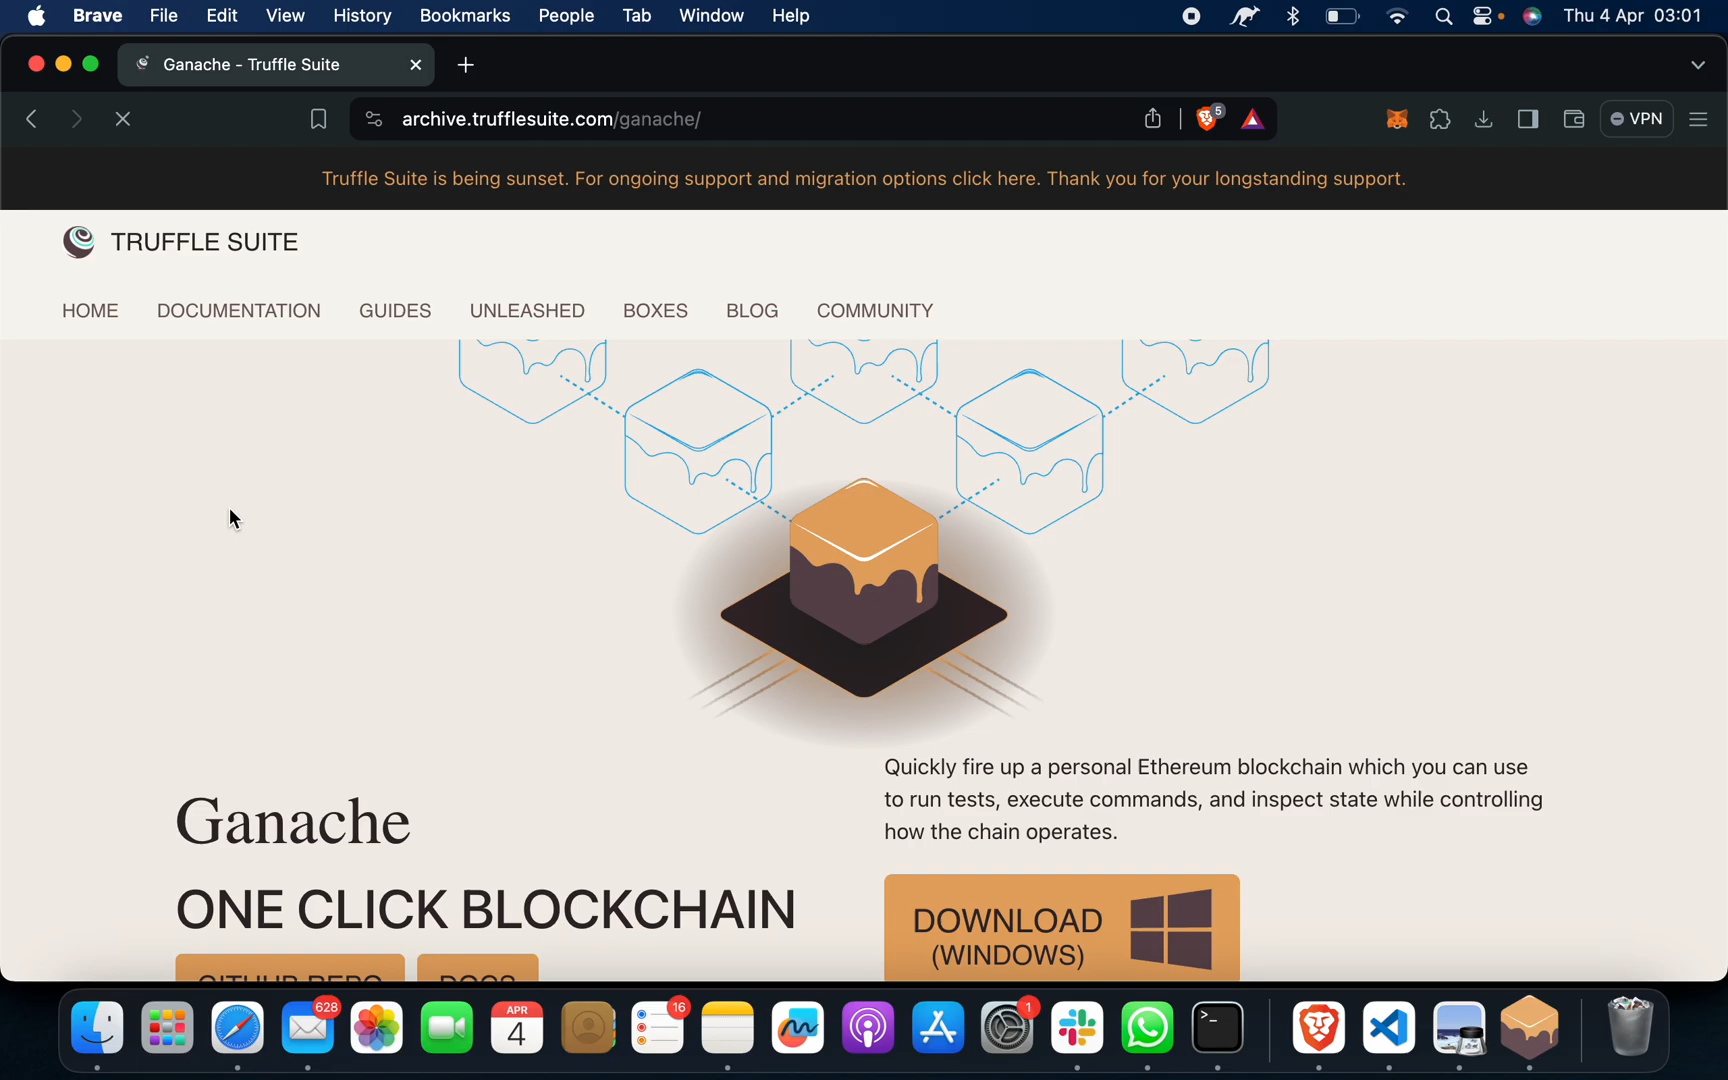 Brave File Edit View History Bookmarks People Tab Window Help Thu 4 Apr 03:01
Ganache - Truffle Suite
archive.trufflesuite.com/ganache/ 5 VPN
Truffle Suite is being sunset. For ongoing support and migration options click here. Thank you for your longstanding support.
TRUFFLE SUITE
HOME DOCUMENTATION GUIDES UNLEASHED BOXES BLOG COMMUNITY
Quickly fire up a personal Ethereum blockchain which you can use
to run tests, execute commands, and inspect state while controlling
how the chain operates.
Ganache
ONE CLICK BLOCKCHAIN
DOWNLOAD
(WINDOWS)
GITHUB REPO DOCS
628 APR 4 16 1 >_